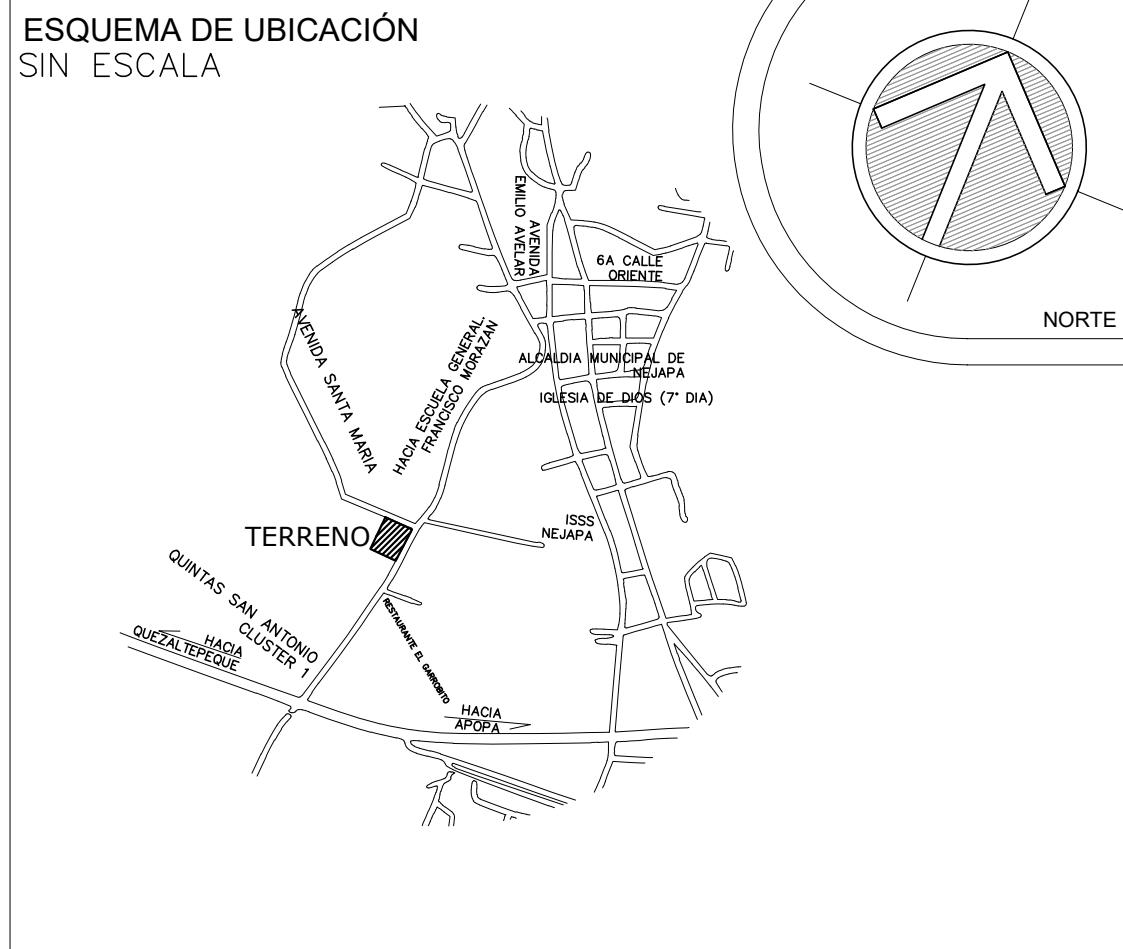 ESQUEMA DE UBICACIÓN
SIN ESCALA
NORTE
AVENIDA
EMILIO AVELAR
6A CALLE
ORIENTE
AVENIDA SANTA MARIA
HACIA ESCUELA GENERAL.
FRANCISCO MORAZAN
ALCALDIA MUNICIPAL DE
NEJAPA
IGLESIA DE DIOS (7° DIA)
ISSS
NEJAPA
TERRENO
QUINTAS SAN ANTONIO
CLUSTER 1
HACIA
QUEZALTEPEQUE
RESTAURANTE EL GARROBITO
HACIA
APOPA